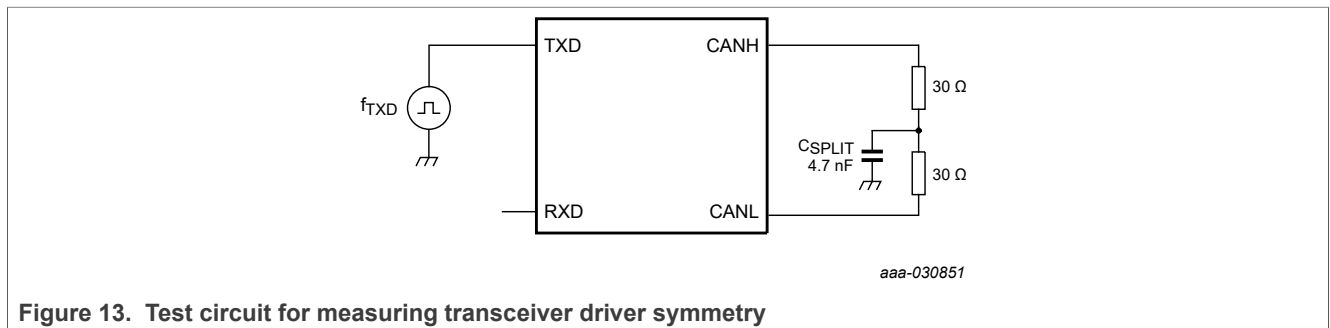 TXD
CANH
30 Ω
fTXD
CSPLIT
4.7 nF
30 Ω
RXD
CANL
aaa-030851
Figure 13. Test circuit for measuring transceiver driver symmetry